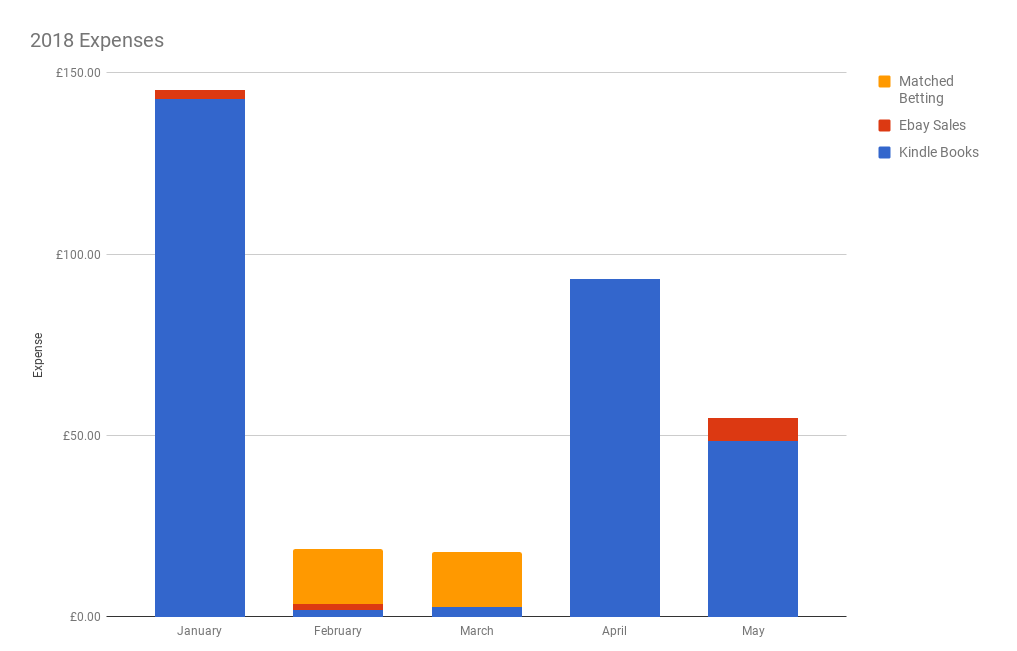 2018 Expenses
£150.00
£100.00
£50.00
£0.00
Expense
January
February
March
April
May
Matched
Betting
Ebay Sales
Kindle Books